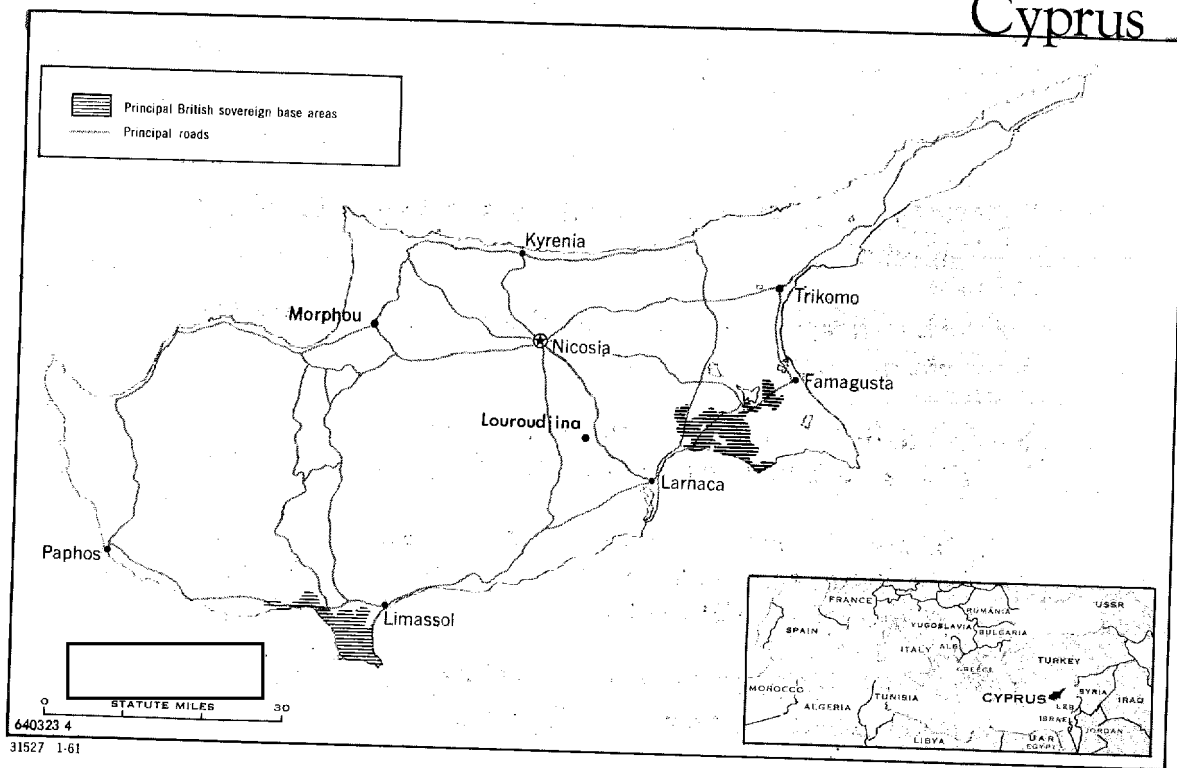 Cyprus
Principal British sovereign base areas
Principal roads
Kyrenia
Trikomo
Morphou
Nicosia
Famagusta
Louroudjina
Larnaca
Paphos
Limassol
STATUTE MILES
0 30
640323 4
31527 1-61
FRANCE
RUMANIA
USSR
SPAIN
YUGOSLAVIA
BULGARIA
ITALY
ALB
GREECE
TURKEY
MOROCCO
ALGERIA
TUNISIA
CYPRUS
SYRIA
LEB
IRAQ
ISRAEL
JORDAN
LIBYA
UAR
EGYPT